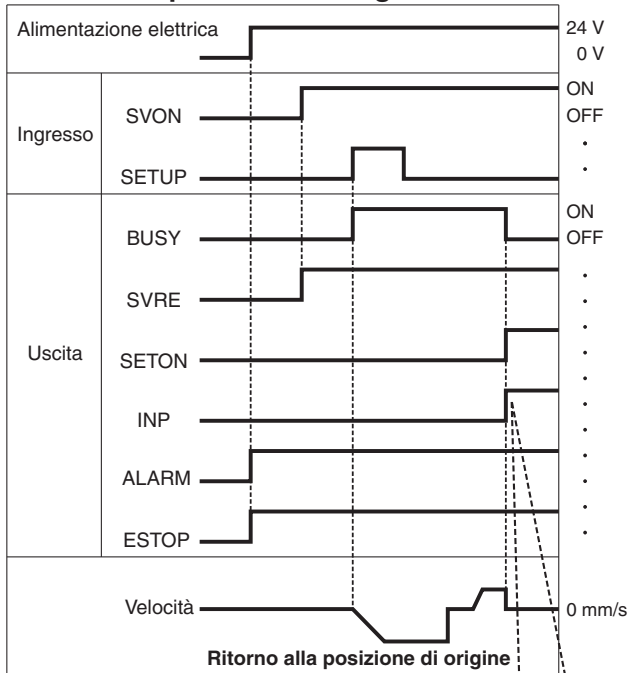 Alimentazione elettrica
24 V
0 V
Ingresso
SVON
ON
OFF
SETUP
Uscita
BUSY
ON
OFF
SVRE
SETON
INP
ALARM
ESTOP
Velocità
0 mm/s
Ritorno alla posizione di origine